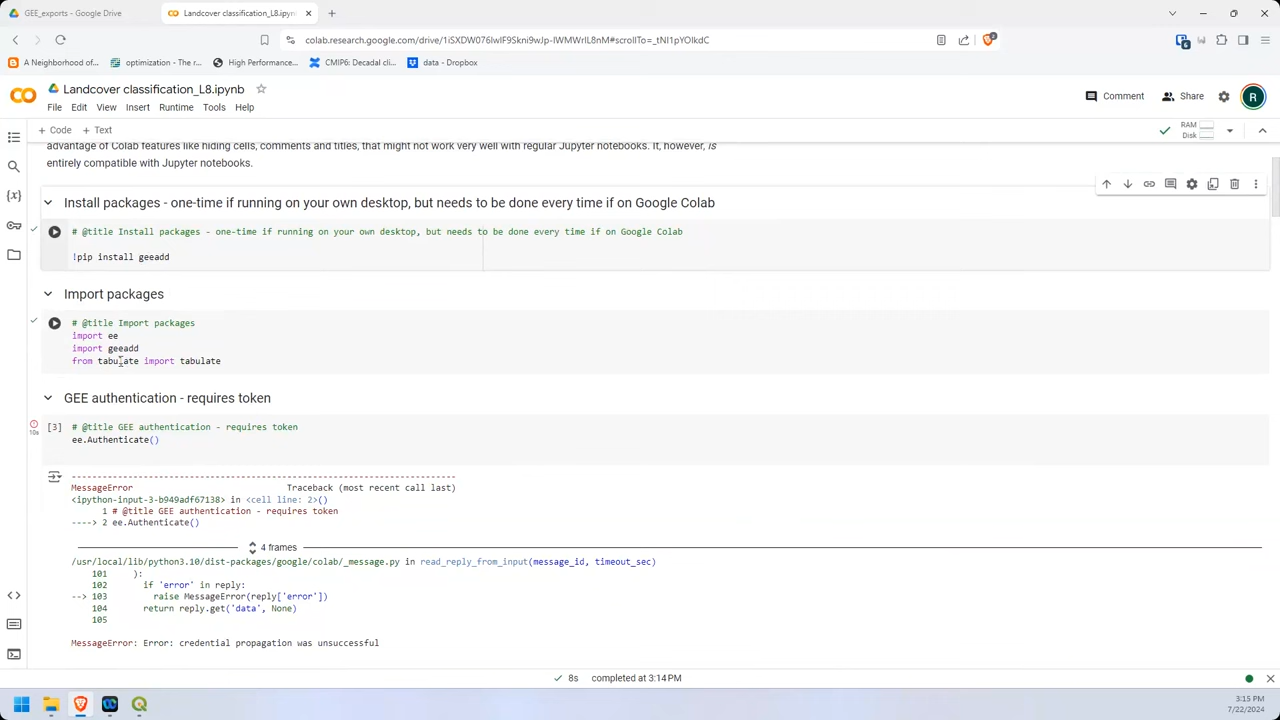 GEE_exports - Google Drive
Landcover classification_L8.ipyn
colab.research.google.com/drive/1iSXDW076lwIF9Skni9wJp-IWMWrlL8nM#scrollTo=_tNI1pYOlkdC
A Neighborhood of...
optimization - The r...
High Performance...
CMIP6: Decadal cli...
data - Dropbox
Landcover classification_L8.ipynb
Comment
Share
R
File Edit View Insert Runtime Tools Help
+ Code + Text
RAM
Disk
advantage of Colab features like hiding cells, comments and titles, that might not work very well with regular Jupyter notebooks. It, however, is
entirely compatible with Jupyter notebooks.
Install packages - one-time if running on your own desktop, but needs to be done every time if on Google Colab
# @title Install packages - one-time if running on your own desktop, but needs to be done every time if on Google Colab
!pip install geeadd
Import packages
# @title Import packages
import ee
import geeadd
from tabulate import tabulate
GEE authentication - requires token
[3] # @title GEE authentication - requires token
10s
ee.Authenticate()
---------------------------------------------------------------------------
MessageError Traceback (most recent call last)
<ipython-input-3-b949adf67138> in <cell line: 2>()
1 # @title GEE authentication - requires token
----> 2 ee.Authenticate()
4 frames
/usr/local/lib/python3.10/dist-packages/google/colab/_message.py in read_reply_from_input(message_id, timeout_sec)
101 ):
102 if 'error' in reply:
--> 103 raise MessageError(reply['error'])
104 return reply.get('data', None)
105
MessageError: Error: credential propagation was unsuccessful
8s completed at 3:14 PM
3:15 PM
7/22/2024